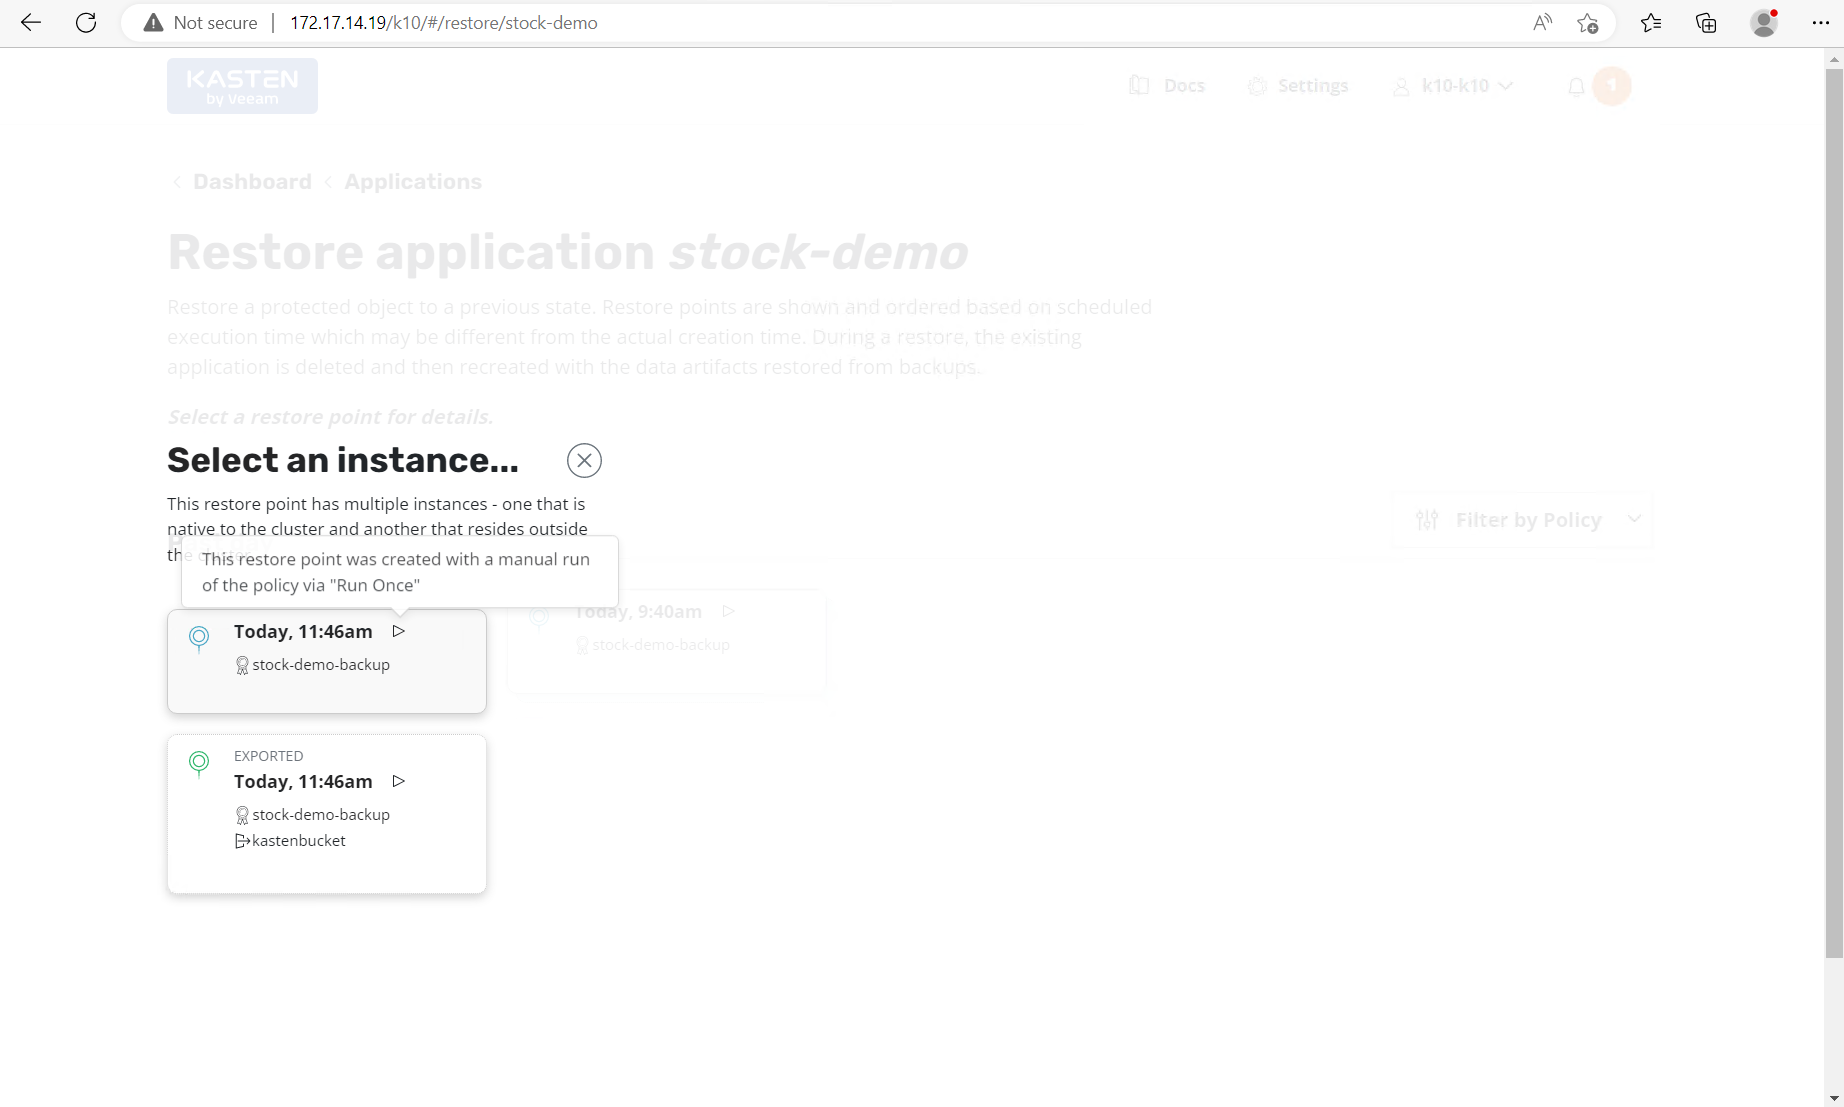 Not secure
172.17.14.19/k10/#/restore/stock-demo
KASTEN
by Veeam
Docs
Settings
k10-k10
1
Dashboard
Applications
Restore application stock-demo
Restore a protected object to a previous state. Restore points are shown and ordered based on scheduled
execution time which may be different from the actual creation time. During a restore, the existing
application is deleted and then recreated with the data artifacts restored from backups.
Select a restore point for details.
Select an instance...
This restore point has multiple instances - one that is
native to the cluster and another that resides outside
the cluster
Filter by Policy
This restore point was created with a manual run
of the policy via "Run Once"
Today, 11:46am
stock-demo-backup
Today, 9:40am
stock-demo-backup
EXPORTED
Today, 11:46am
stock-demo-backup
kastenbucket